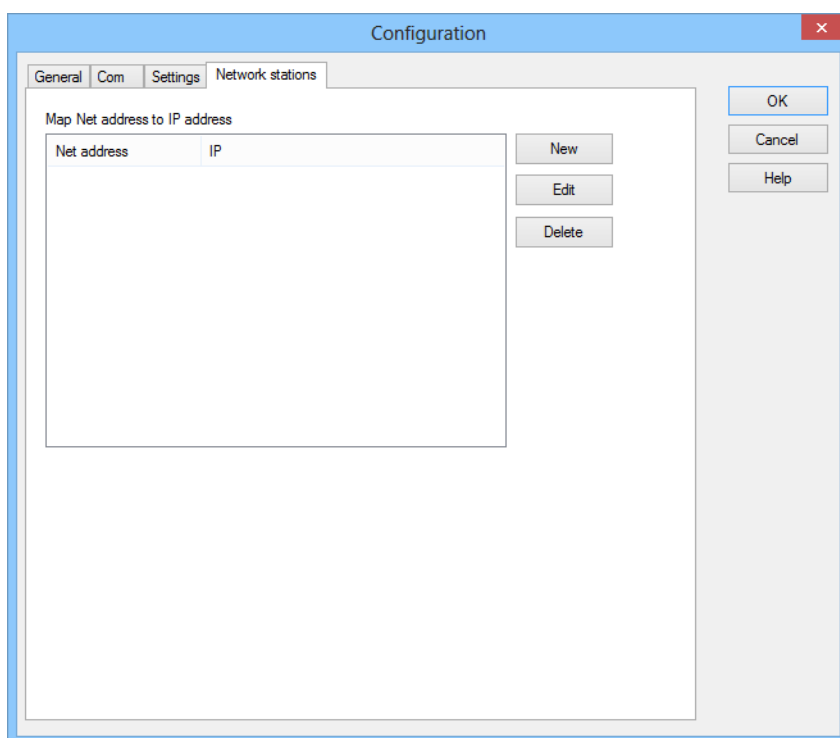 Configuration
General Com Settings Network stations
OK
Map Net address to IP address
Cancel
Net address IP
New
Help
Edit
Delete